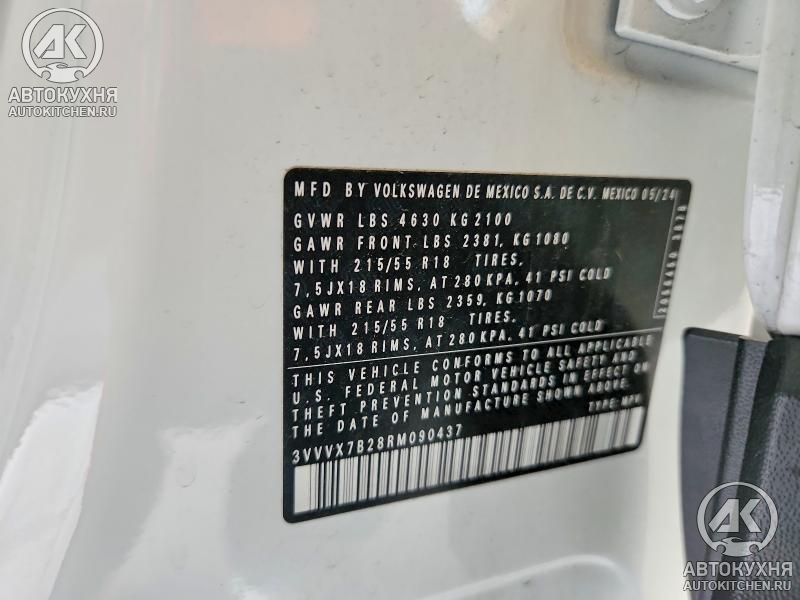 АК
АВТОКУХНЯ
AUTOKITCHEN.RU
MFD BY VOLKSWAGEN DE MEXICO S.A. DE C.V. MEXICO 05/24
GVWR LBS 4630 KG 2100
GAWR FRONT LBS 2381, KG 1080
WITH 215/55 R18 TIRES,
7,5JX18 RIMS, AT 280 KPA, 41 PSI COLD
GAWR REAR LBS 2359, KG 1070
WITH 215/55 R18 TIRES,
7,5JX18 RIMS, AT 280 KPA, 41 PSI COLD
THIS VEHICLE CONFORMS TO ALL APPLICABLE
U.S. FEDERAL MOTOR VEHICLE SAFETY AND
THEFT PREVENTION STANDARDS IN EFFECT ON
THE DATE OF MANUFACTURE SHOWN ABOVE.
TYPE:
3VVVX7B28RM090437
АК
АВТОКУХНЯ
AUTOKITCHEN.RU